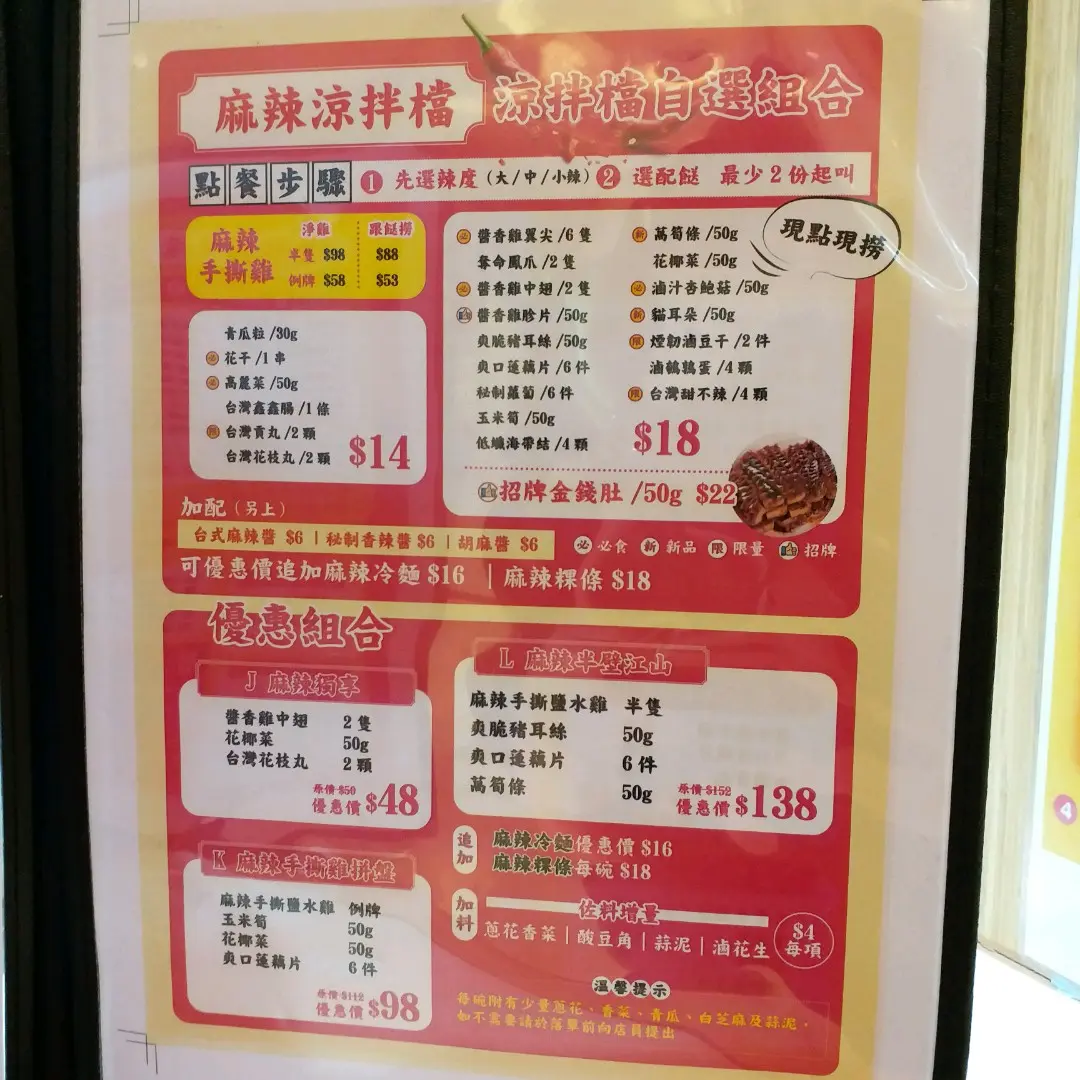 麻辣涼拌檔 涼拌檔自選組合
點餐步驟 1 先選辣度 (大/中/小辣) 2 選配餸 最少2份起叫
麻辣手撕雞
淨雞 跟餸撈
半隻 $98 $88
例牌 $58 $53
青瓜粒 /30g
必 花干 /1串
必 高麗菜 /50g
台灣鑫鑫腸 /1條
限 台灣貢丸 /2顆
台灣花枝丸 /2顆
$14
必 醬香雞翼尖 /6隻
奪命鳳爪 /2隻
必 醬香雞中翅 /2隻
醬香雞胗片 /50g
爽脆豬耳絲 /50g
爽口蓮藕片 /6件
秘制蘿蔔 /6件
玉米筍 /50g
低卡海帶結 /4顆
新 萵筍條 /50g
花椰菜 /50g
必 滷汁杏鮑菇 /50g
新 貓耳朵 /50g
限 煙韌滷豆干 /2件
滷鵪鶉蛋 /4顆
限 台灣甜不辣 /4顆
$18
現點現撈
招牌金錢肚 /50g $22
加配 (另上)
台式麻辣醬 $6 | 秘制香辣醬 $6 | 胡麻醬 $6
必 必食 新 新品 限 限量 招牌
可優惠價追加麻辣冷麵 $16 | 麻辣粿條 $18
優惠組合
J 麻辣獨享
醬香雞中翅 2隻
花椰菜 50g
台灣花枝丸 2顆
原價 $50
優惠價 $48
K 麻辣手撕雞拼盤
麻辣手撕鹽水雞 例牌
玉米筍 50g
花椰菜 50g
爽口蓮藕片 6件
原價 $112
優惠價 $98
L 麻辣半壁江山
麻辣手撕鹽水雞 半隻
爽脆豬耳絲 50g
爽口蓮藕片 6件
萵筍條 50g
原價 $152
優惠價 $138
追加
麻辣冷麵優惠價 $16
麻辣粿條每碗 $18
加料
佐料增量
蔥花香菜 | 酸豆角 | 蒜泥 | 滷花生
$4 每項
溫馨提示
每碗附有少量蔥花、香菜、青瓜、白芝麻及蒜泥，
如不需要請於落單前向店員提出
4